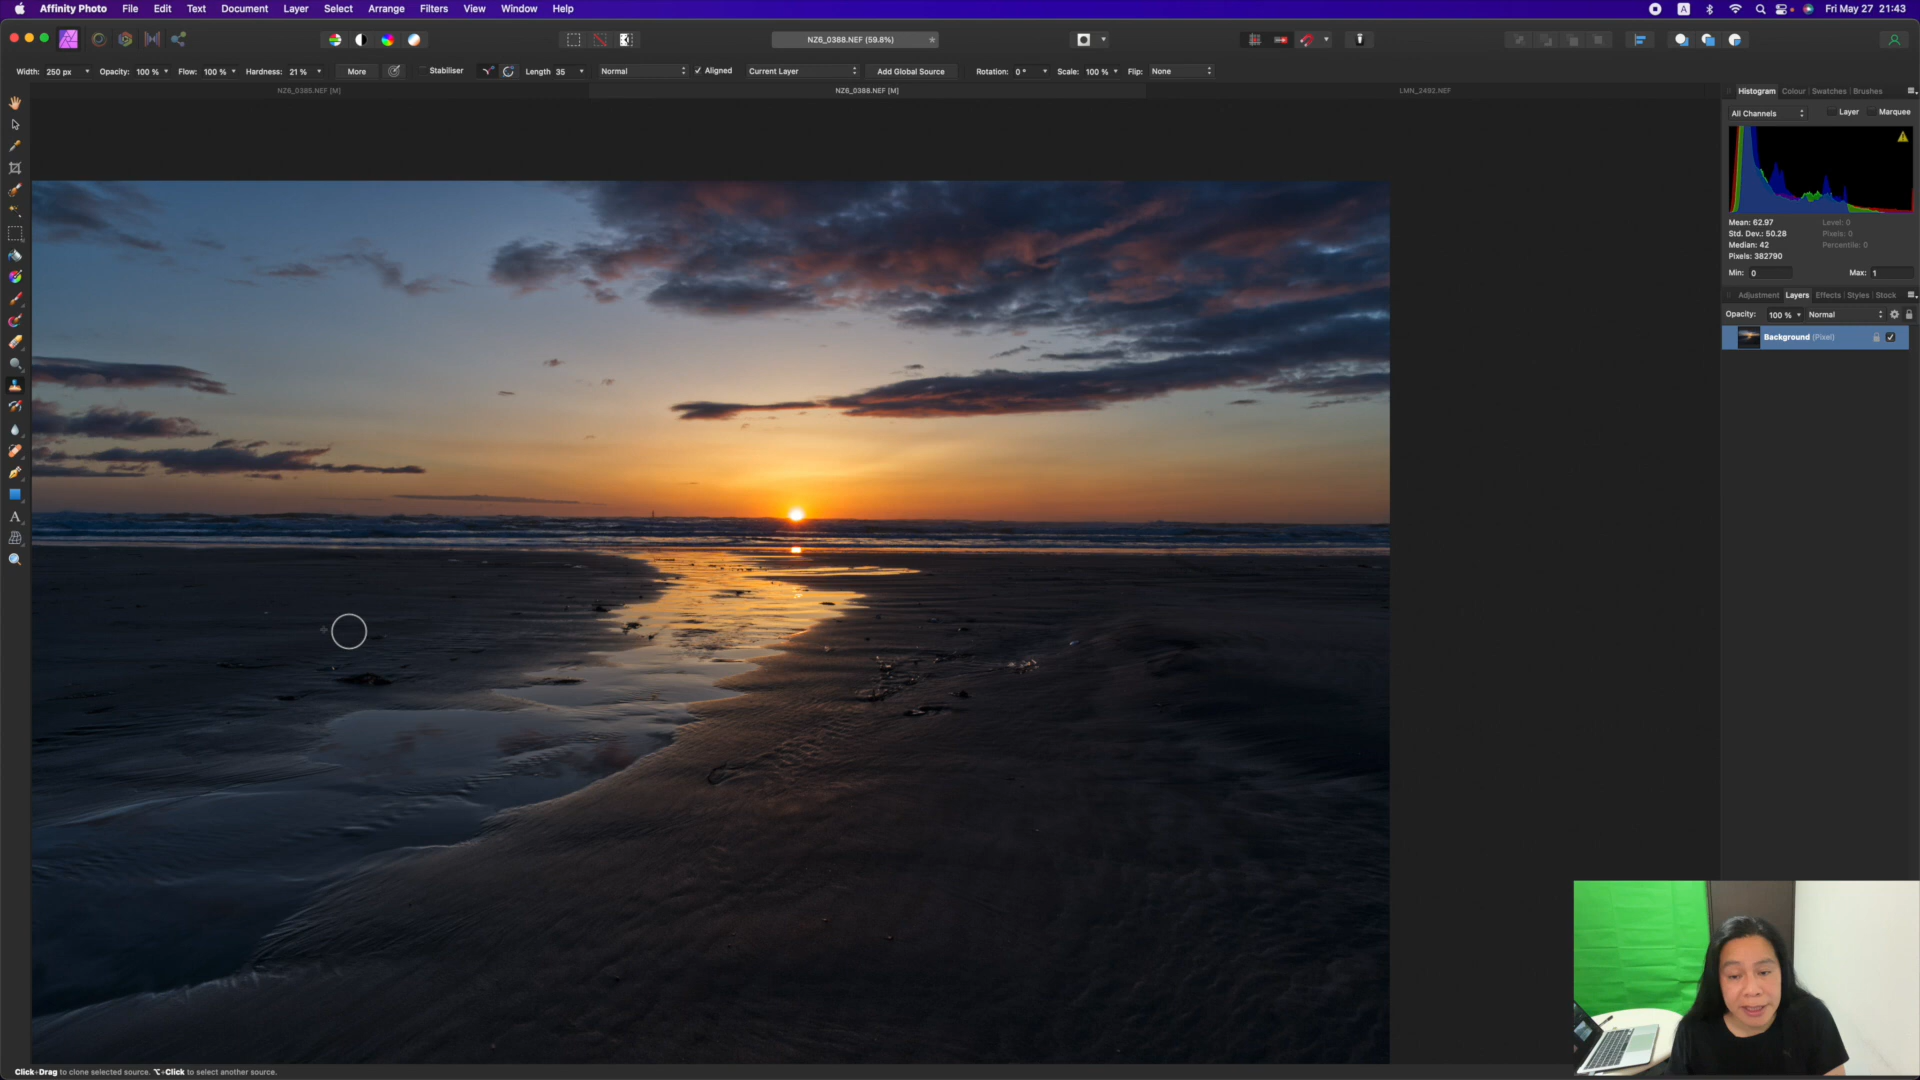 Affinity Photo File Edit Text Document Layer Select Arrange Filters View Window Help
A Fri May 27 21:43
NZ6_0388.NEF (59.8%)
Width: 250 px Opacity: 100 % Flow: 100 % Hardness: 21 % More Stabiliser Length 35 Normal Aligned Current Layer Add Global Source Rotation: 0 ° Scale: 100 % Flip: None
NZ6_0385.NEF [M] NZ6_0388.NEF [M] LMN_2492.NEF
Histogram Colour Swatches Brushes
All Channels Layer Marquee
Mean: 62.97 Level: 0
Std. Dev.: 50.28 Pixels: 0
Median: 42 Percentile: 0
Pixels: 382790
Min: 0 Max: 1
Adjustment Layers Effects Styles Stock
Opacity: 100 % Normal
Background (Pixel)
A
Click+Drag to clone selected source. ⌥+Click to select another source.